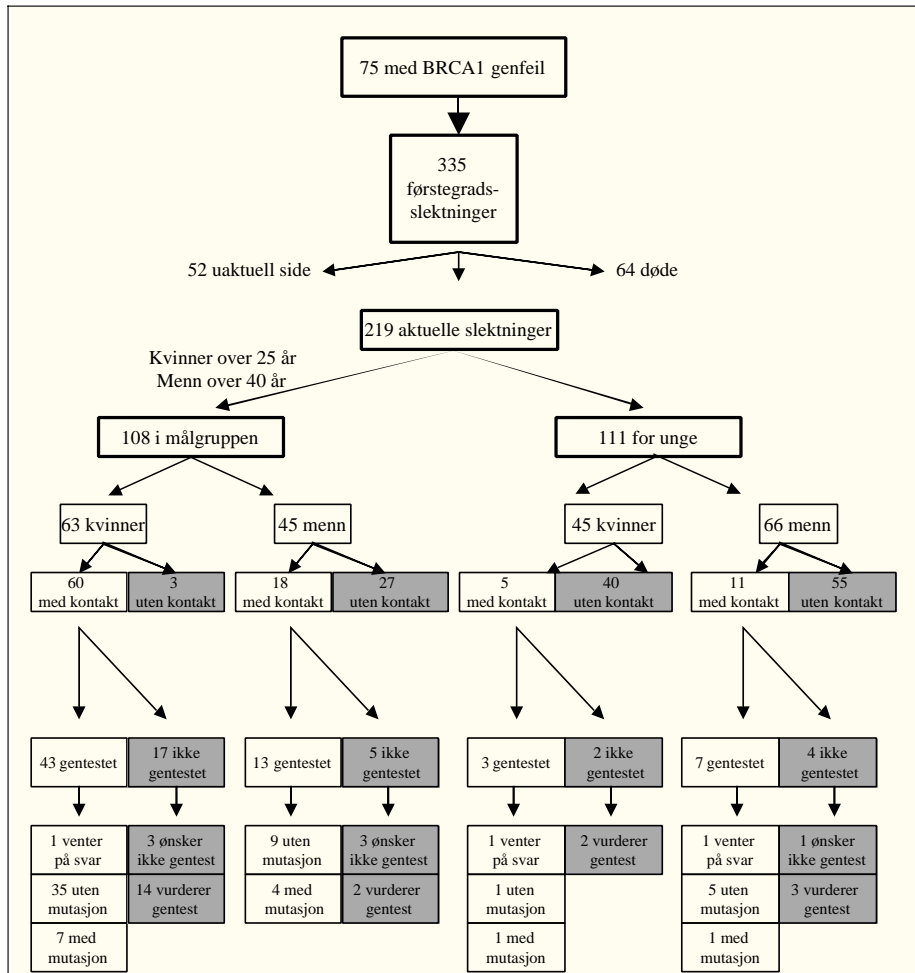 75 med BRCA1 genfeil
335
førstegrads-
slektninger
52 uaktuell side
64 døde
219 aktuelle slektninger
Kvinner over 25 år
Menn over 40 år
108 i målgruppen
111 for unge
63 kvinner
45 menn
45 kvinner
66 menn
60
med kontakt
3
uten kontakt
18
med kontakt
27
uten kontakt
5
med kontakt
40
uten kontakt
11
med kontakt
55
uten kontakt
43 gentestet
17 ikke
gentestet
13 gentestet
5 ikke
gentestet
3 gentestet
2 ikke
gentestet
7 gentestet
4 ikke
gentestet
1 venter
på svar
35 uten
mutasjon
7 med
mutasjon
3 ønsker
ikke gentest
14 vurderer
gentest
9 uten
mutasjon
4 med
mutasjon
3 ønsker
ikke gentest
2 vurderer
gentest
1 venter
på svar
1 uten
mutasjon
1 med
mutasjon
2 vurderer
gentest
1 venter
på svar
5 uten
mutasjon
1 med
mutasjon
1 ønsker
ikke gentest
3 vurderer
gentest